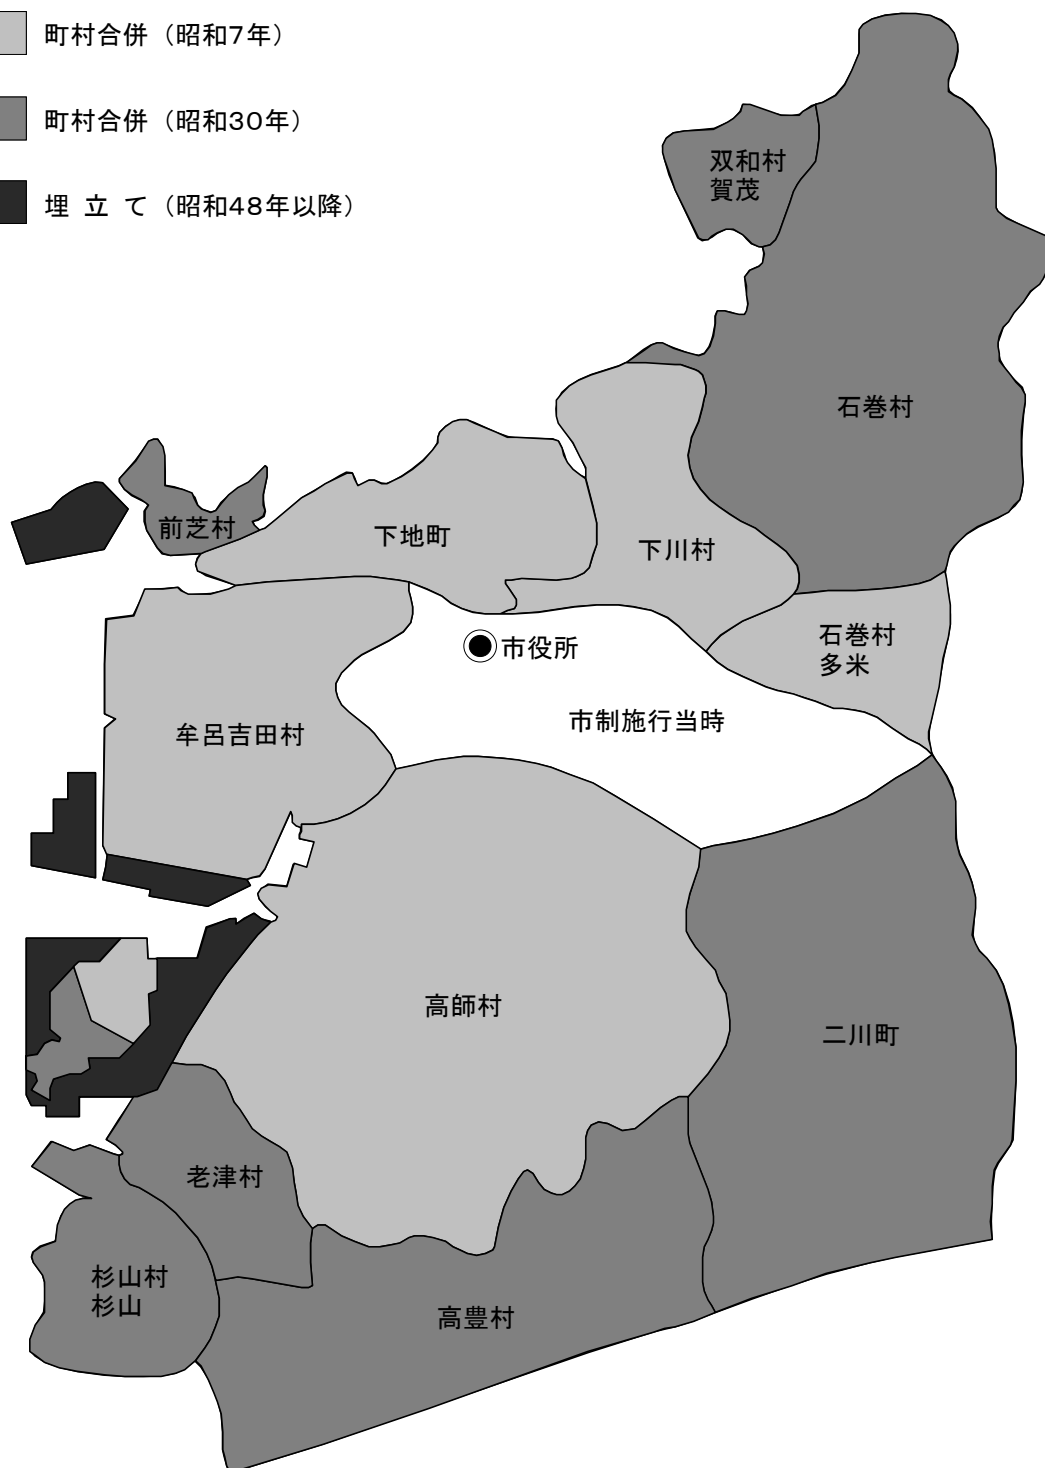 町村合併（昭和7年）
町村合併（昭和30年）
埋 立 て（昭和48年以降）
双和村
賀茂
石巻村
前芝村
下地町
下川村
石巻村
多米
市役所
市制施行当時
牟呂吉田村
高師村
二川町
老津村
杉山村
杉山
高豊村